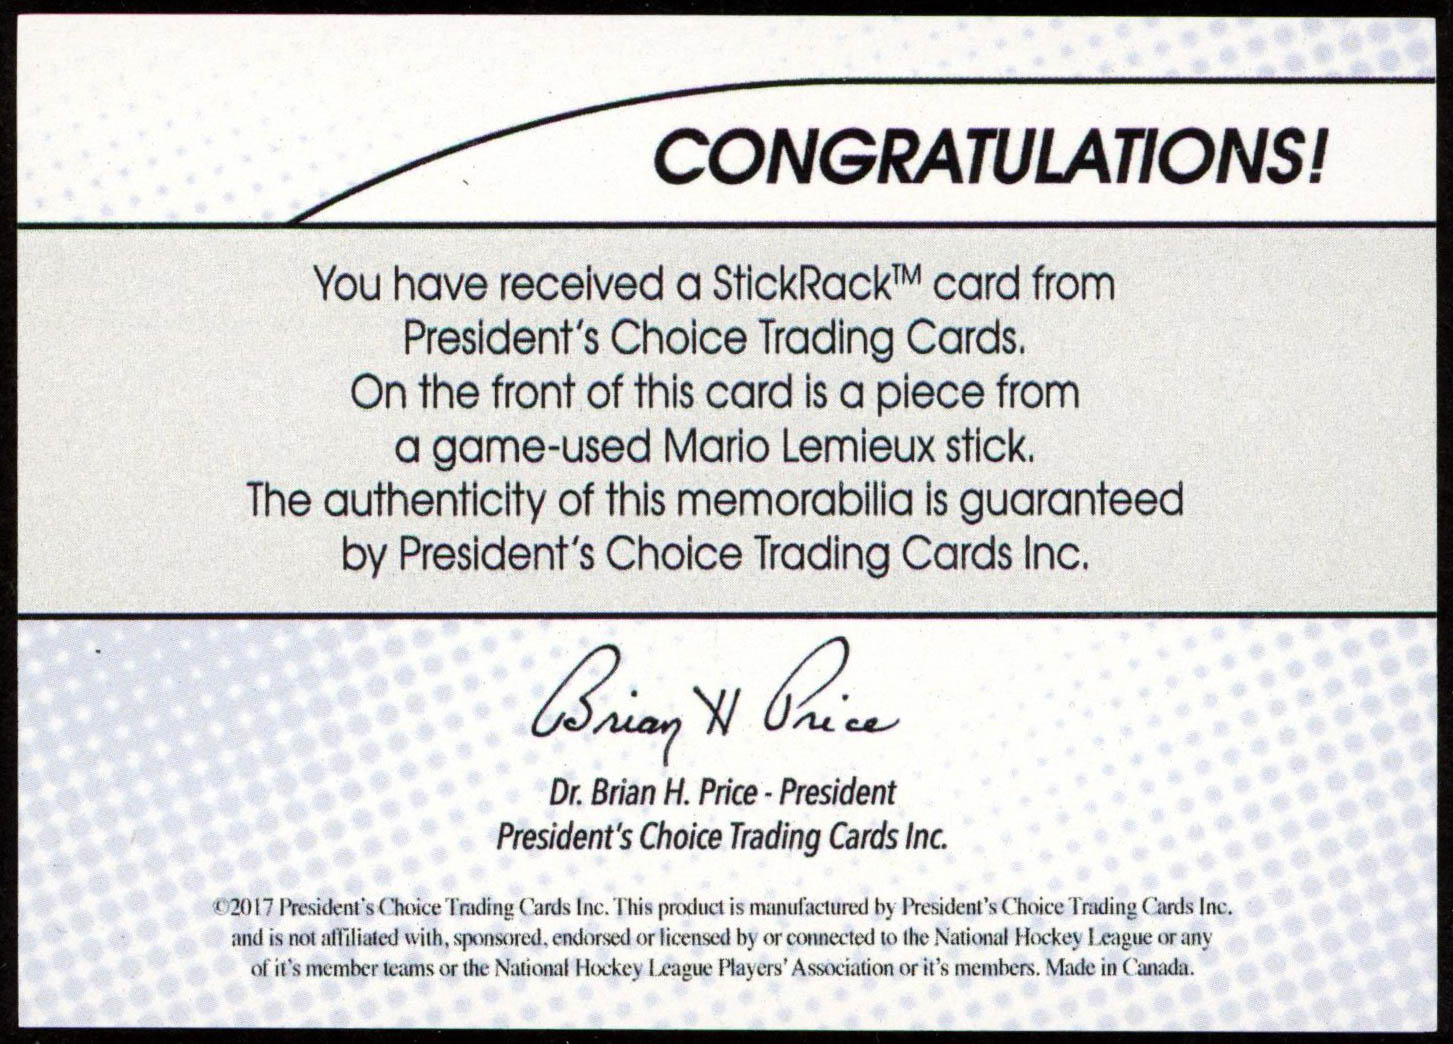 CONGRATULATIONS!
You have received a StickRack™ card from
President's Choice Trading Cards.
On the front of this card is a piece from
a game-used Mario Lemieux stick.
The authenticity of this memorabilia is guaranteed
by President's Choice Trading Cards Inc.
Brian H Price
Dr. Brian H. Price - President
President's Choice Trading Cards Inc.
©2017 President's Choice Trading Cards Inc. This product is manufactured by President's Choice Trading Cards Inc.
and is not affiliated with, sponsored, endorsed or licensed by or connected to the National Hockey League or any
of it's member teams or the National Hockey League Players' Association or it's members. Made in Canada.